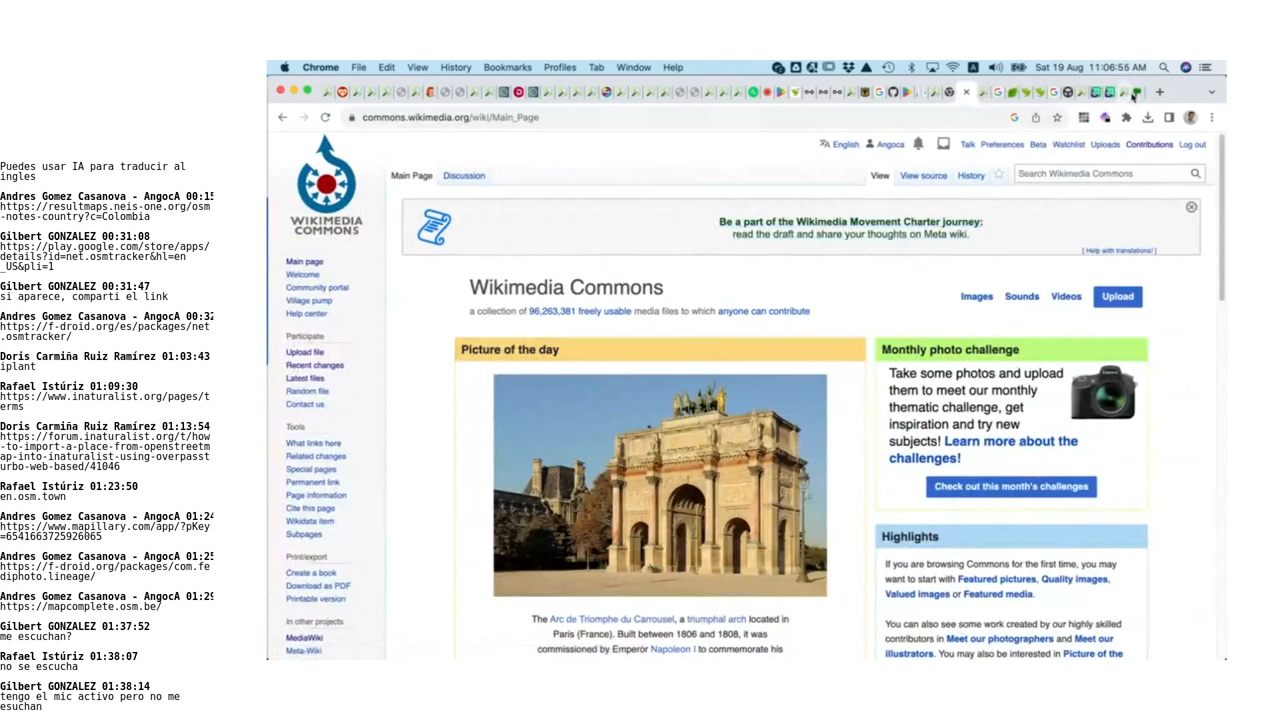 Puedes usar IA para traducir al
ingles
Andres Gomez Casanova - AngocA 00:15
https://resultmaps.neis-one.org/osm
-notes-country?c=Colombia
Gilbert GONZALEZ 00:31:08
https://play.google.com/store/apps/
details?id=net.osmtracker&hl=en
_US&pli=1
Gilbert GONZALEZ 00:31:47
si aparece, comparti el link
Andres Gomez Casanova - AngocA 00:32
https://f-droid.org/es/packages/net
.osmtracker/
Doris Carmiña Ruiz Ramírez 01:03:43
iplant
Rafael Istúriz 01:09:30
https://www.inaturalist.org/pages/t
erms
Doris Carmiña Ruiz Ramírez 01:13:54
https://forum.inaturalist.org/t/how
-to-import-a-place-from-openstreetm
ap-into-inaturalist-using-overpasst
urbo-web-based/41046
Rafael Istúriz 01:23:50
en.osm.town
Andres Gomez Casanova - AngocA 01:24
https://www.mapillary.com/app/?pKey
=6541663725926065
Andres Gomez Casanova - AngocA 01:25
https://f-droid.org/packages/com.fe
diphoto.lineage/
Andres Gomez Casanova - AngocA 01:29
https://mapcomplete.osm.be/
Gilbert GONZALEZ 01:37:52
me escuchan?
Rafael Istúriz 01:38:07
no se escucha
Gilbert GONZALEZ 01:38:14
tengo el mic activo pero no me
esuchan
Chrome File Edit View History Bookmarks Profiles Tab Window Help
Sat 19 Aug 11:06:55 AM
commons.wikimedia.org/wiki/Main_Page
English Angoca Talk Preferences Beta Watchlist Uploads Contributions Log out
Main Page Discussion View View source History Search Wikimedia Commons
WIKIMEDIA
COMMONS
Main page
Welcome
Community portal
Village pump
Help center
Participate
Upload file
Recent changes
Latest files
Random file
Contact us
Tools
What links here
Related changes
Special pages
Permanent link
Page information
Cite this page
Wikidata item
Subpages
Print/export
Create a book
Download as PDF
Printable version
In other projects
MediaWiki
Meta-Wiki
Be a part of the Wikimedia Movement Charter journey:
read the draft and share your thoughts on Meta wiki.
[ Help with translations! ]
Wikimedia Commons
a collection of 96,263,381 freely usable media files to which anyone can contribute
Images Sounds Videos Upload
Picture of the day
The Arc de Triomphe du Carrousel, a triumphal arch located in
Paris (France). Built between 1806 and 1808, it was
commissioned by Emperor Napoleon I to commemorate his
Monthly photo challenge
Take some photos and upload
them to meet our monthly
thematic challenge, get
inspiration and try new
subjects! Learn more about the
challenges!
Check out this month's challenges
Highlights
If you are browsing Commons for the first time, you may
want to start with Featured pictures, Quality images,
Valued images or Featured media.
You can also see some work created by our highly skilled
contributors in Meet our photographers and Meet our
illustrators. You may also be interested in Picture of the